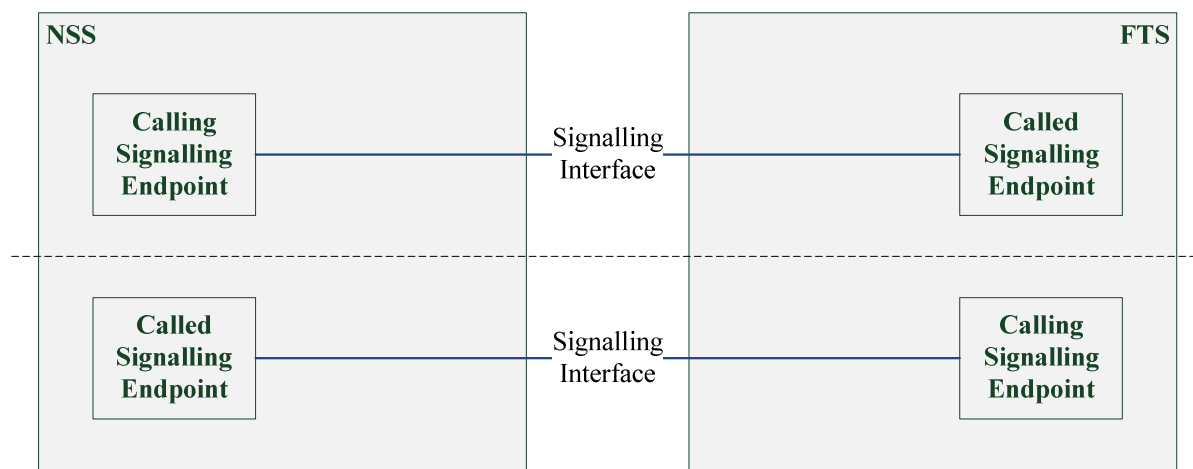 NSS
FTS
Calling
Signalling
Endpoint
Signalling
Interface
Called
Signalling
Endpoint
Called
Signalling
Endpoint
Signalling
Interface
Calling
Signalling
Endpoint